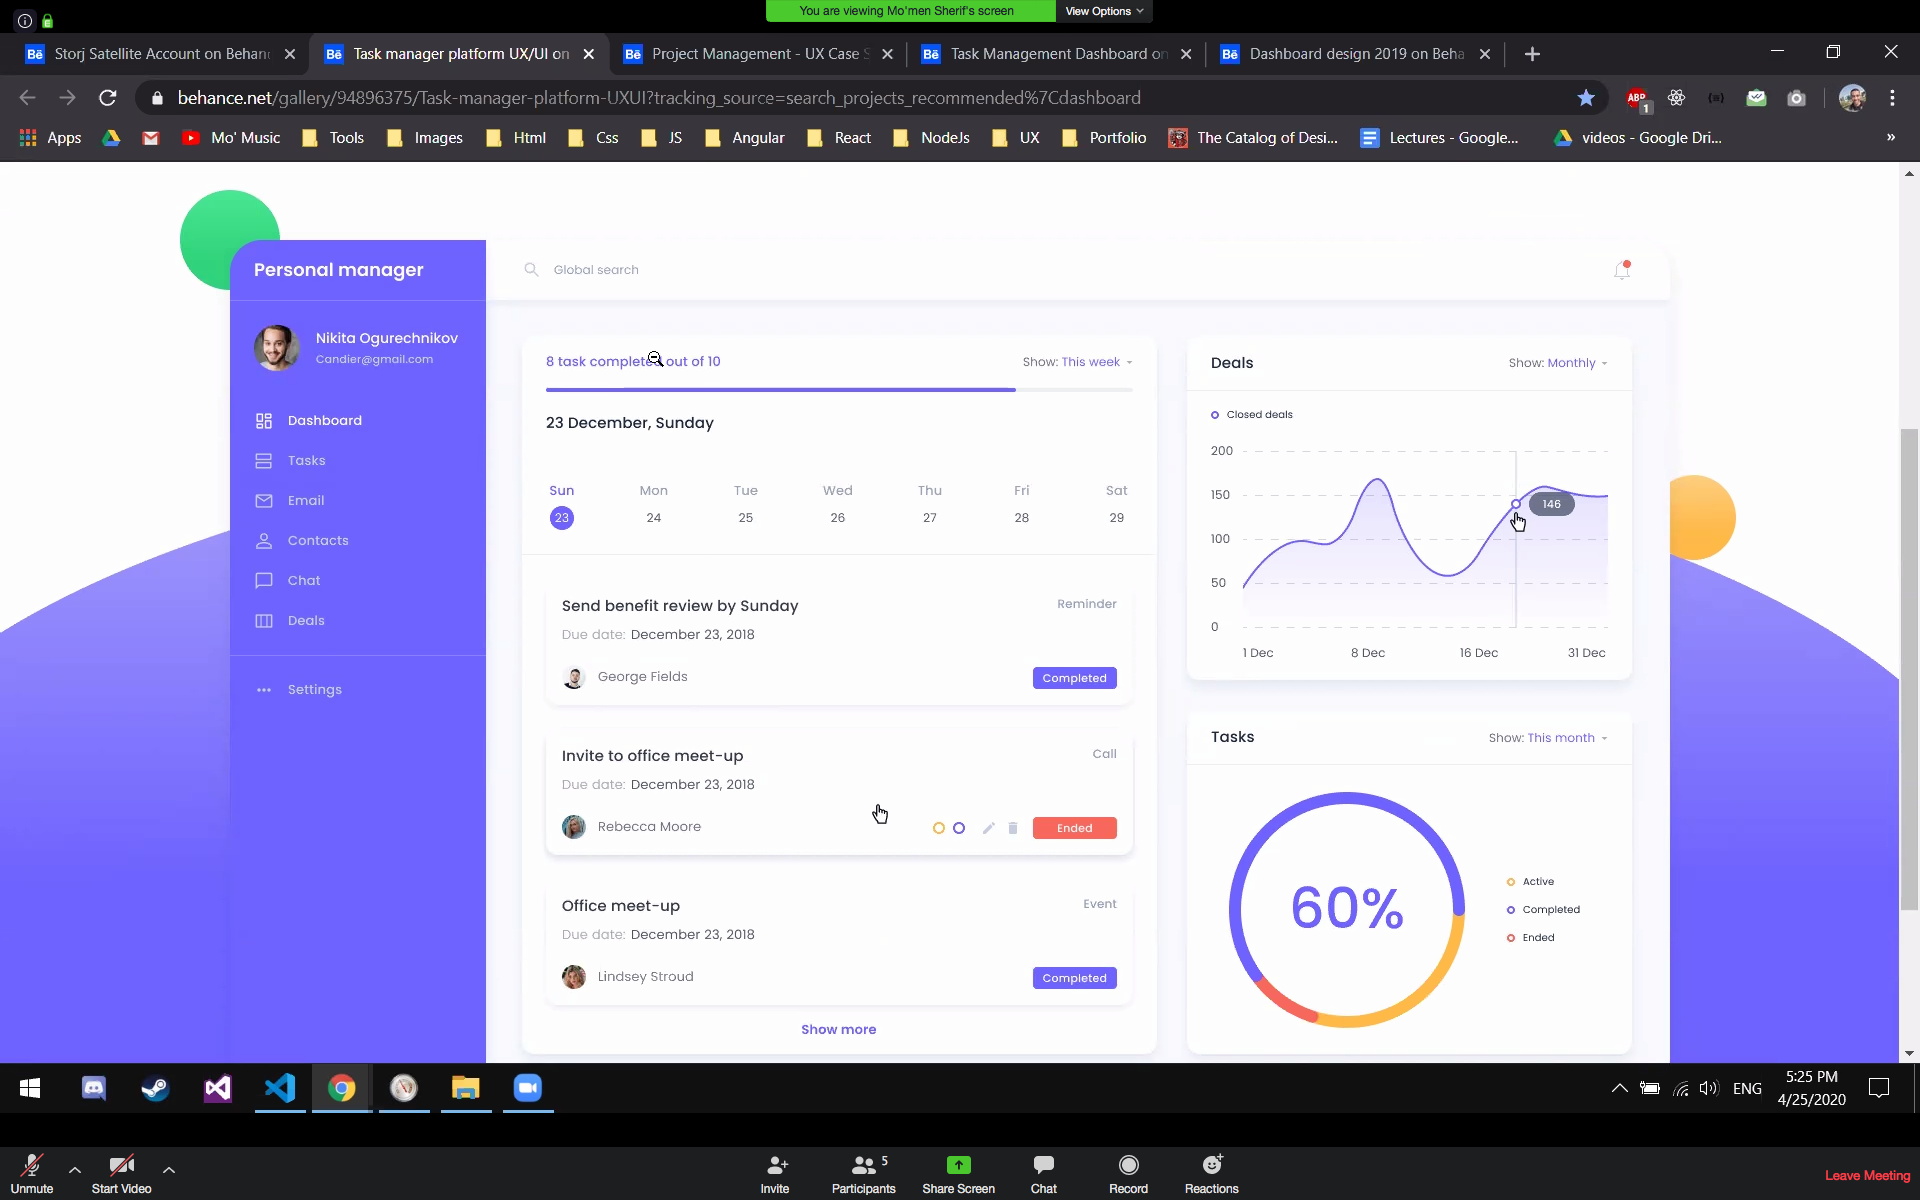 You are viewing Mo'men Sherif's screen
View Options
Bē Storj Satellite Account on Behan
Bē Task manager platform UX/UI on
Bē Project Management - UX Case S
Bē Task Management Dashboard on
Bē Dashboard design 2019 on Beha
behance.net/gallery/94896375/Task-manager-platform-UXUI?tracking_source=search_projects_recommended%7Cdashboard
ABP
1
Apps
Mo' Music
Tools
Images
Html
Css
JS
Angular
React
NodeJs
UX
Portfolio
The Catalog of Desi...
Lectures - Google...
videos - Google Dri...
»
Personal manager
Global search
Nikita Ogurechnikov
Candier@gmail.com
Dashboard
Tasks
Email
Contacts
Chat
Deals
Settings
8 task completed out of 10
Show: This week
23 December, Sunday
Sun Mon Tue Wed Thu Fri Sat
23 24 25 26 27 28 29
Send benefit review by Sunday
Reminder
Due date: December 23, 2018
George Fields
Completed
Invite to office meet-up
Call
Due date: December 23, 2018
Rebecca Moore
Ended
Office meet-up
Event
Due date: December 23, 2018
Lindsey Stroud
Completed
Show more
Deals
Show: Monthly
Closed deals
200
150
146
100
50
0
1 Dec 8 Dec 16 Dec 31 Dec
Tasks
Show: This month
60%
Active
Completed
Ended
ENG
5:25 PM
4/25/2020
Unmute
Start Video
Invite
5
Participants
Share Screen
Chat
Record
Reactions
Leave Meeting